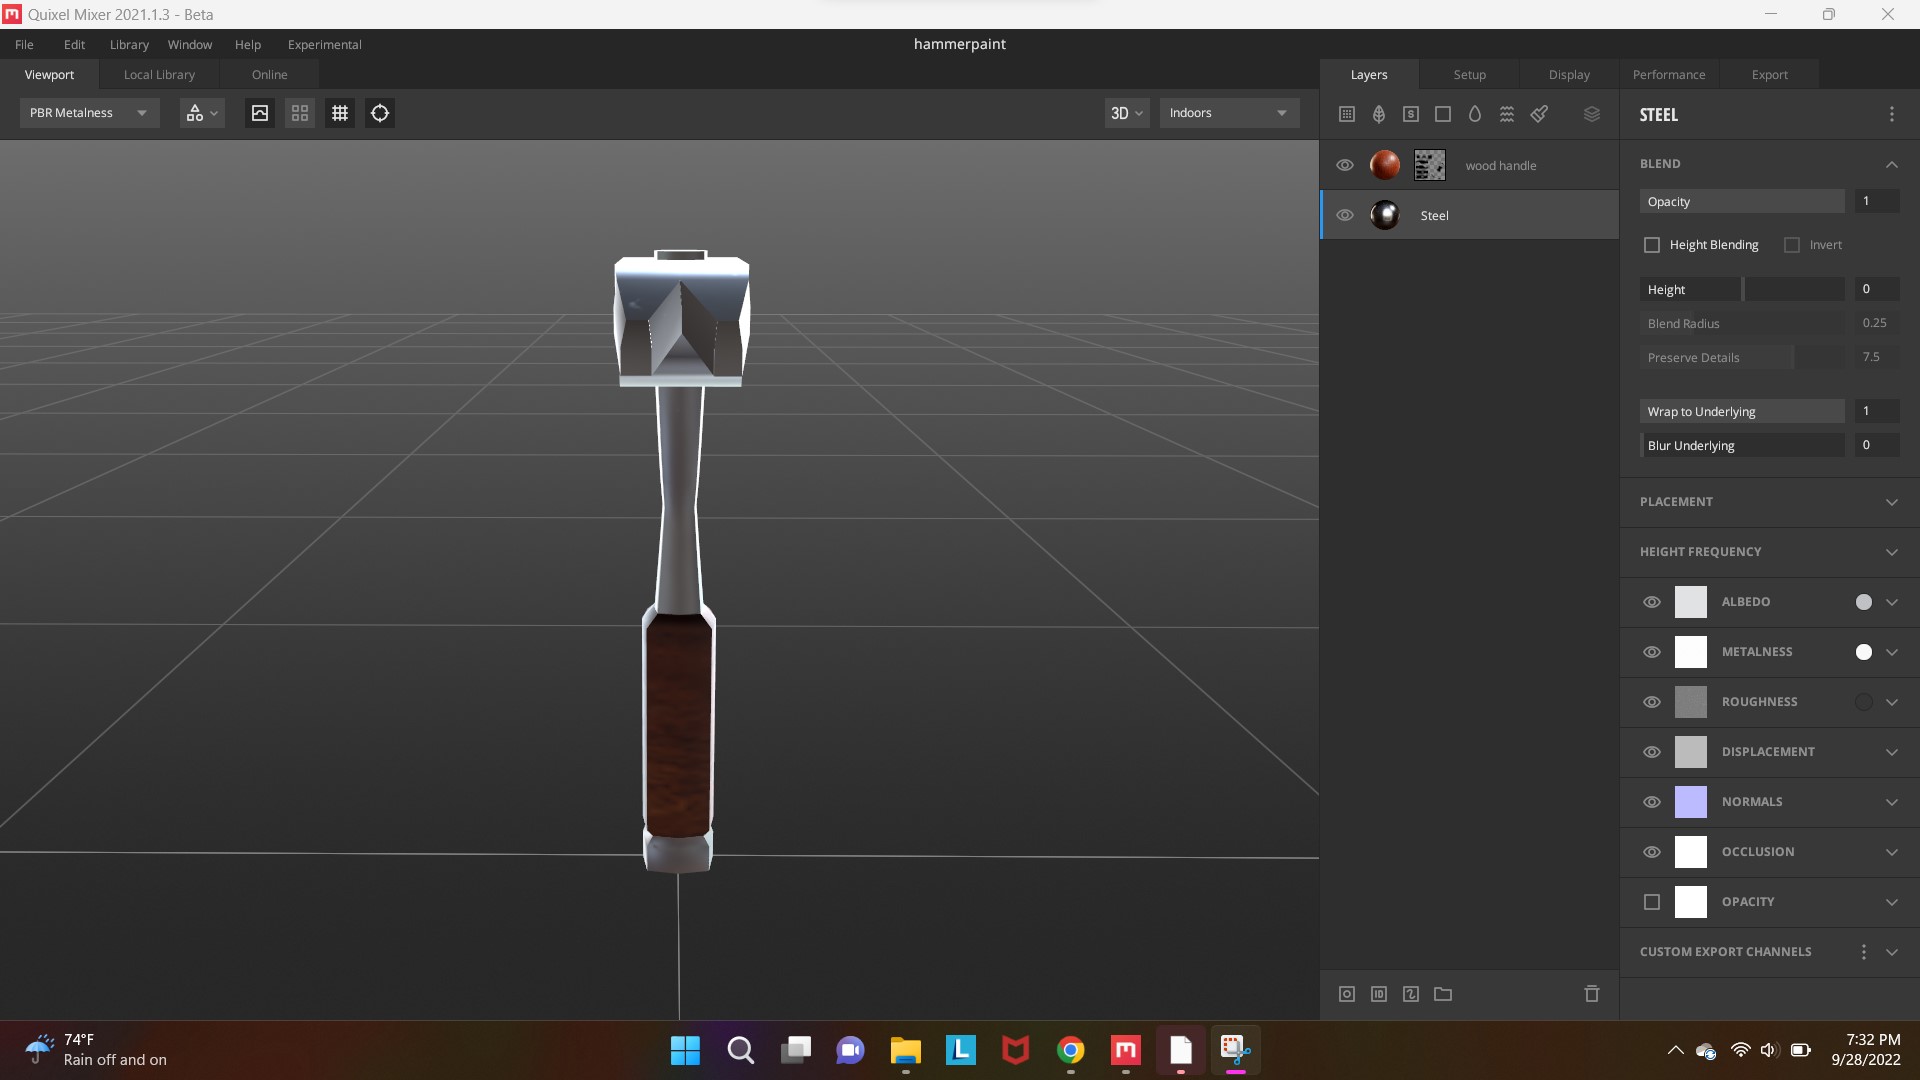 Quixel Mixer 2021.1.3 - Beta
File Edit Library Window Help Experimental
hammerpaint
Viewport Local Library Online
Layers Setup Display Performance Export
PBR Metalness
3D Indoors
STEEL
wood handle
Steel
BLEND
Opacity 1
Height Blending Invert
Height 0
Blend Radius 0.25
Preserve Details 7.5
Wrap to Underlying 1
Blur Underlying 0
PLACEMENT
HEIGHT FREQUENCY
ALBEDO
METALNESS
ROUGHNESS
DISPLACEMENT
NORMALS
OCCLUSION
OPACITY
CUSTOM EXPORT CHANNELS
74°F
Rain off and on
7:32 PM
9/28/2022